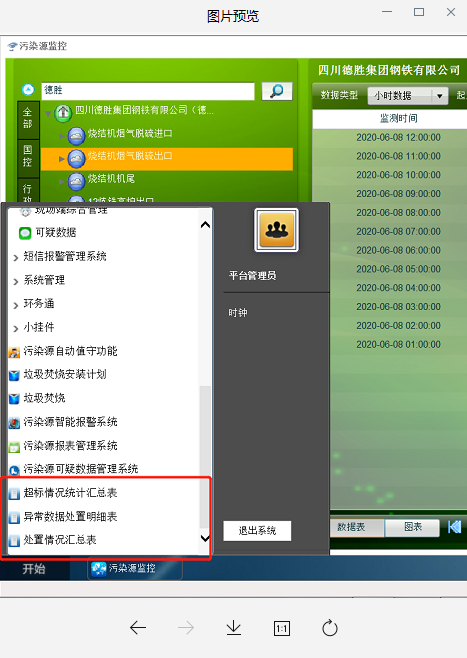 图片预览
污染源监控
德胜
四川德胜集团钢铁有限公司（德...
烧结机烟气脱硫进口
烧结机烟气脱硫出口
烧结机机尾
全部
国控
行政
四川德胜集团钢铁有限公司
数据类型
小时数据
起
监测时间
2020-06-08 12:00:00
2020-06-08 11:00:00
2020-06-08 10:00:00
2020-06-08 09:00:00
2020-06-08 08:00:00
2020-06-08 07:00:00
2020-06-08 06:00:00
2020-06-08 05:00:00
2020-06-08 04:00:00
2020-06-08 03:00:00
2020-06-08 02:00:00
2020-06-08 01:00:00
现场端综合管理
可疑数据
短信报警管理系统
系统管理
环务通
小挂件
污染源自动值守功能
垃圾焚烧安装计划
垃圾焚烧
污染源智能报警系统
污染源报表管理系统
污染源可疑数据管理系统
超标情况统计汇总表
异常数据处置明细表
处置情况汇总表
平台管理员
时钟
退出系统
数据表
图表
开始
污染源监控
1:1